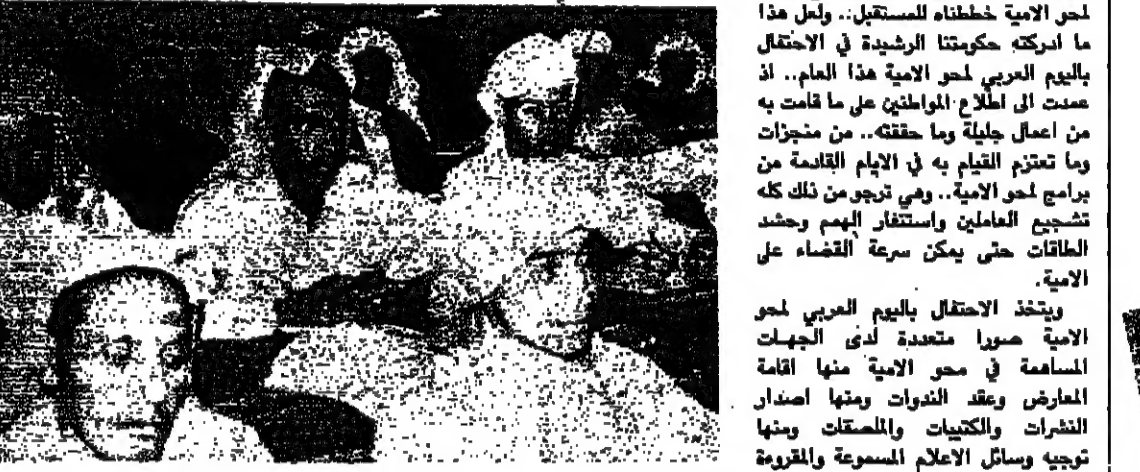 لمحو الامية خططناه للمستقبل.. ولعل هذا
ما ادركته حكومتنا الرشيدة في الاحتفال
باليوم العربي لمحو الامية هذا العام.. اذ
عمدت الى اطلاع المواطنين على ما قامت به
من اعمال جليلة وما حققته.. من منجزات
وما تعتزم القيام به في الايام القادمة من
برامج لمحو الامية.. وهي ترجو من ذلك كله
تشجيع العاملين واستنفار الهمم وحشد
الطاقات حتى يمكن سرعة القضاء على
الامية.
ويتخذ الاحتفال باليوم العربي لمحو
الامية صورا متعددة لدى الجهات
المساهمة في محو الامية منها اقامة
المعارض وعقد الندوات ومنها اصدار
النشرات والكتيبات والملصقات ومنها
توجيه وسائل الاعلام المسموعة والمقروءة